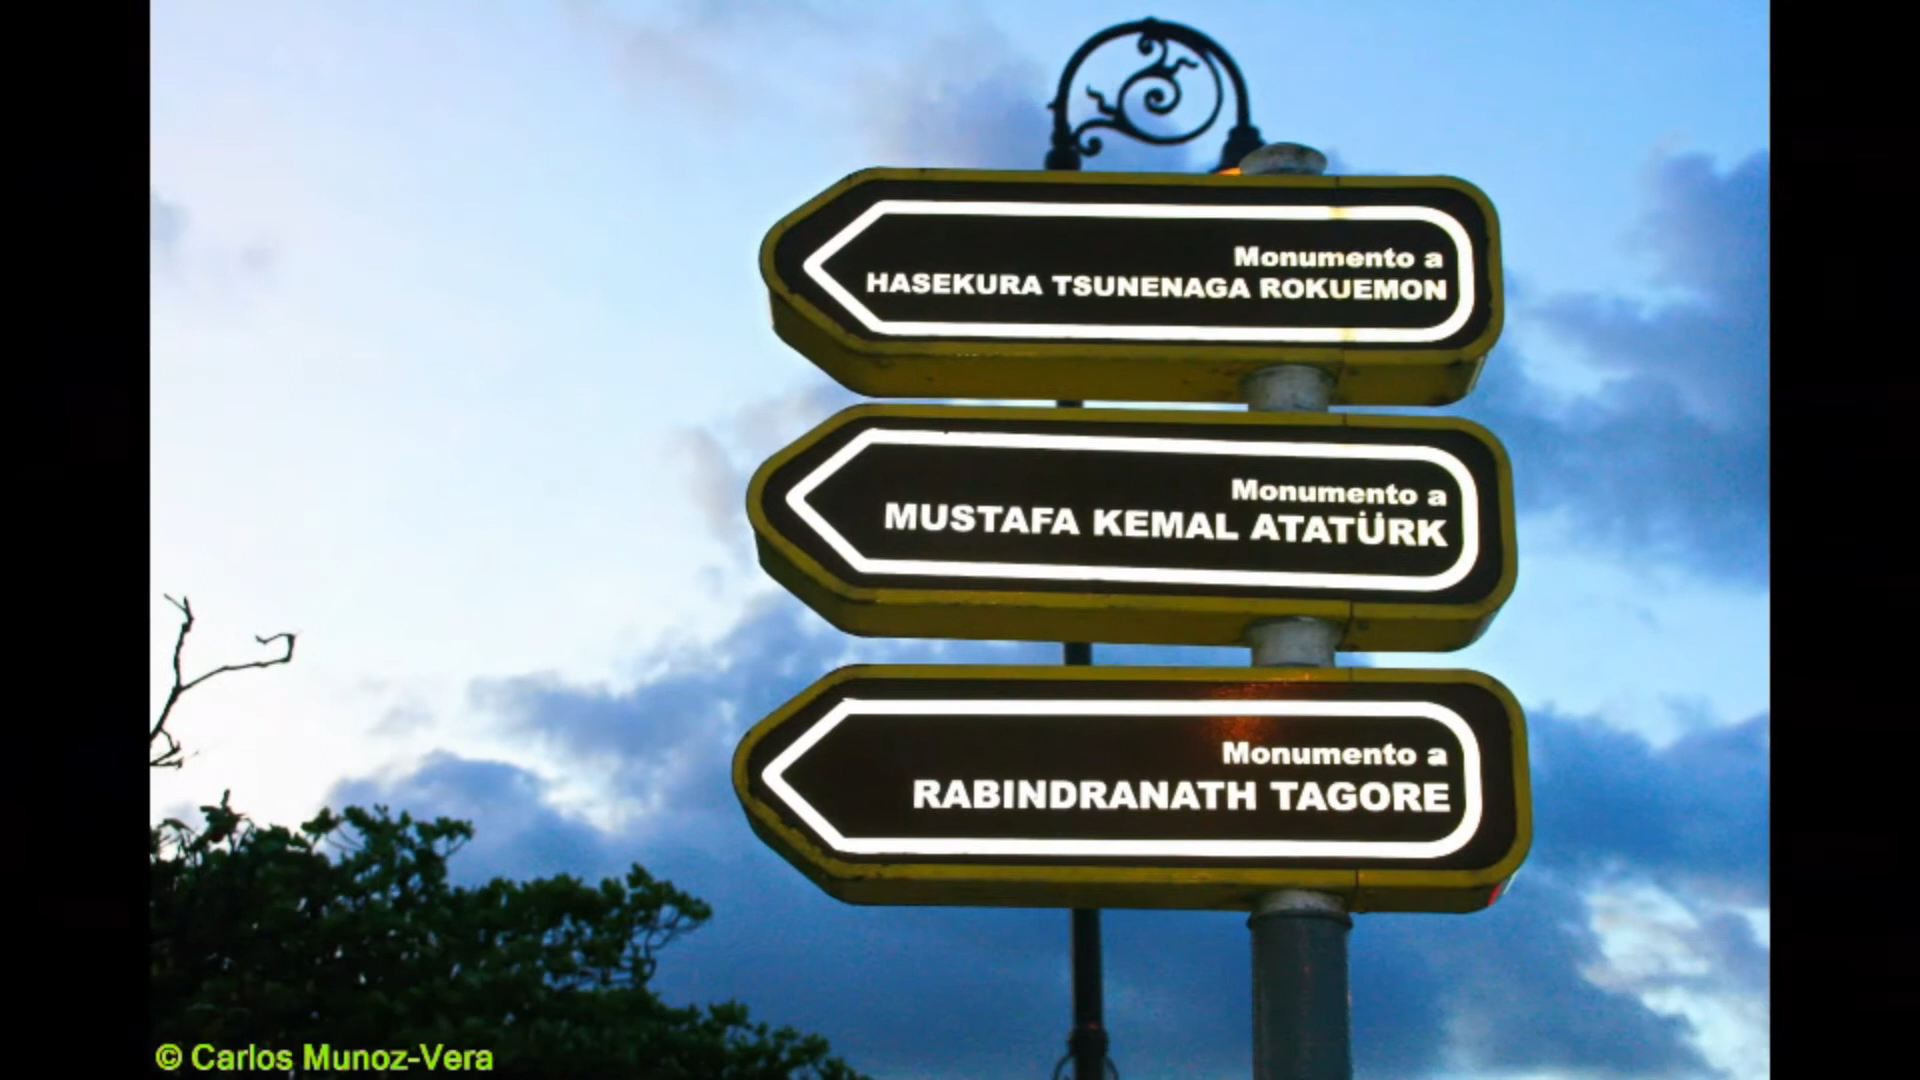 Monumento a
HASEKURA TSUNENAGA ROKUEMON
Monumento a
MUSTAFA KEMAL ATATÜRK
Monumento a
RABINDRANATH TAGORE
© Carlos Munoz-Vera